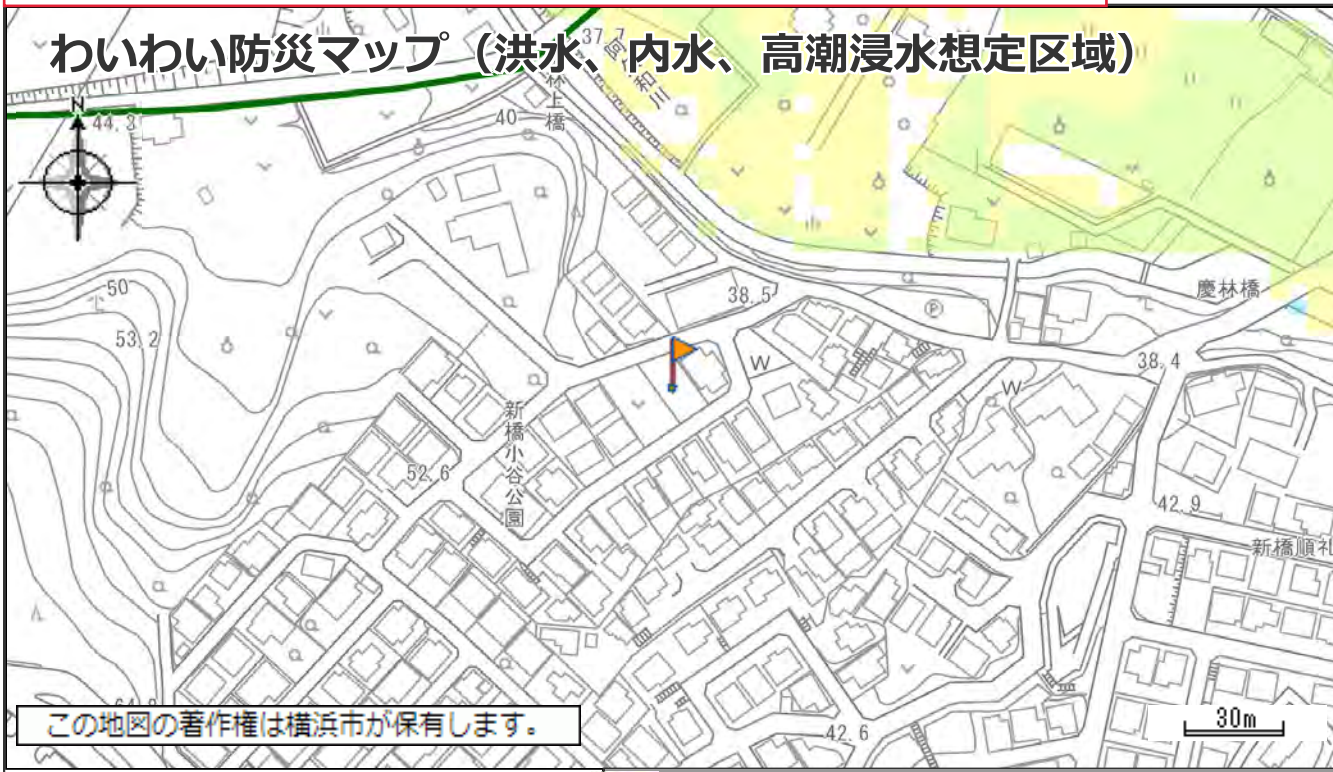 わいわい防災マップ（洪水、内水、高潮浸水想定区域）
37.7
阿久和川
林上橋
N
44.3
40
50
53.2
38.5
P
慶林橋
W
38.4
W
新橋小谷公園
52.6
42.9
新橋順礼
この地図の著作権は横浜市が保有します。
42.6
30m